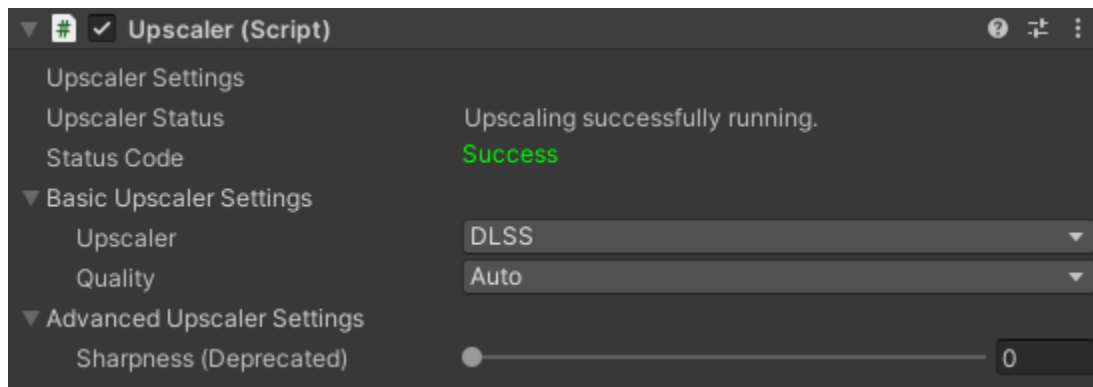 # Upscaler (Script)
Upscaler Settings
Upscaler Status Upscaling successfully running.
Status Code Success
Basic Upscaler Settings
Upscaler DLSS
Quality Auto
Advanced Upscaler Settings
Sharpness (Deprecated) 0